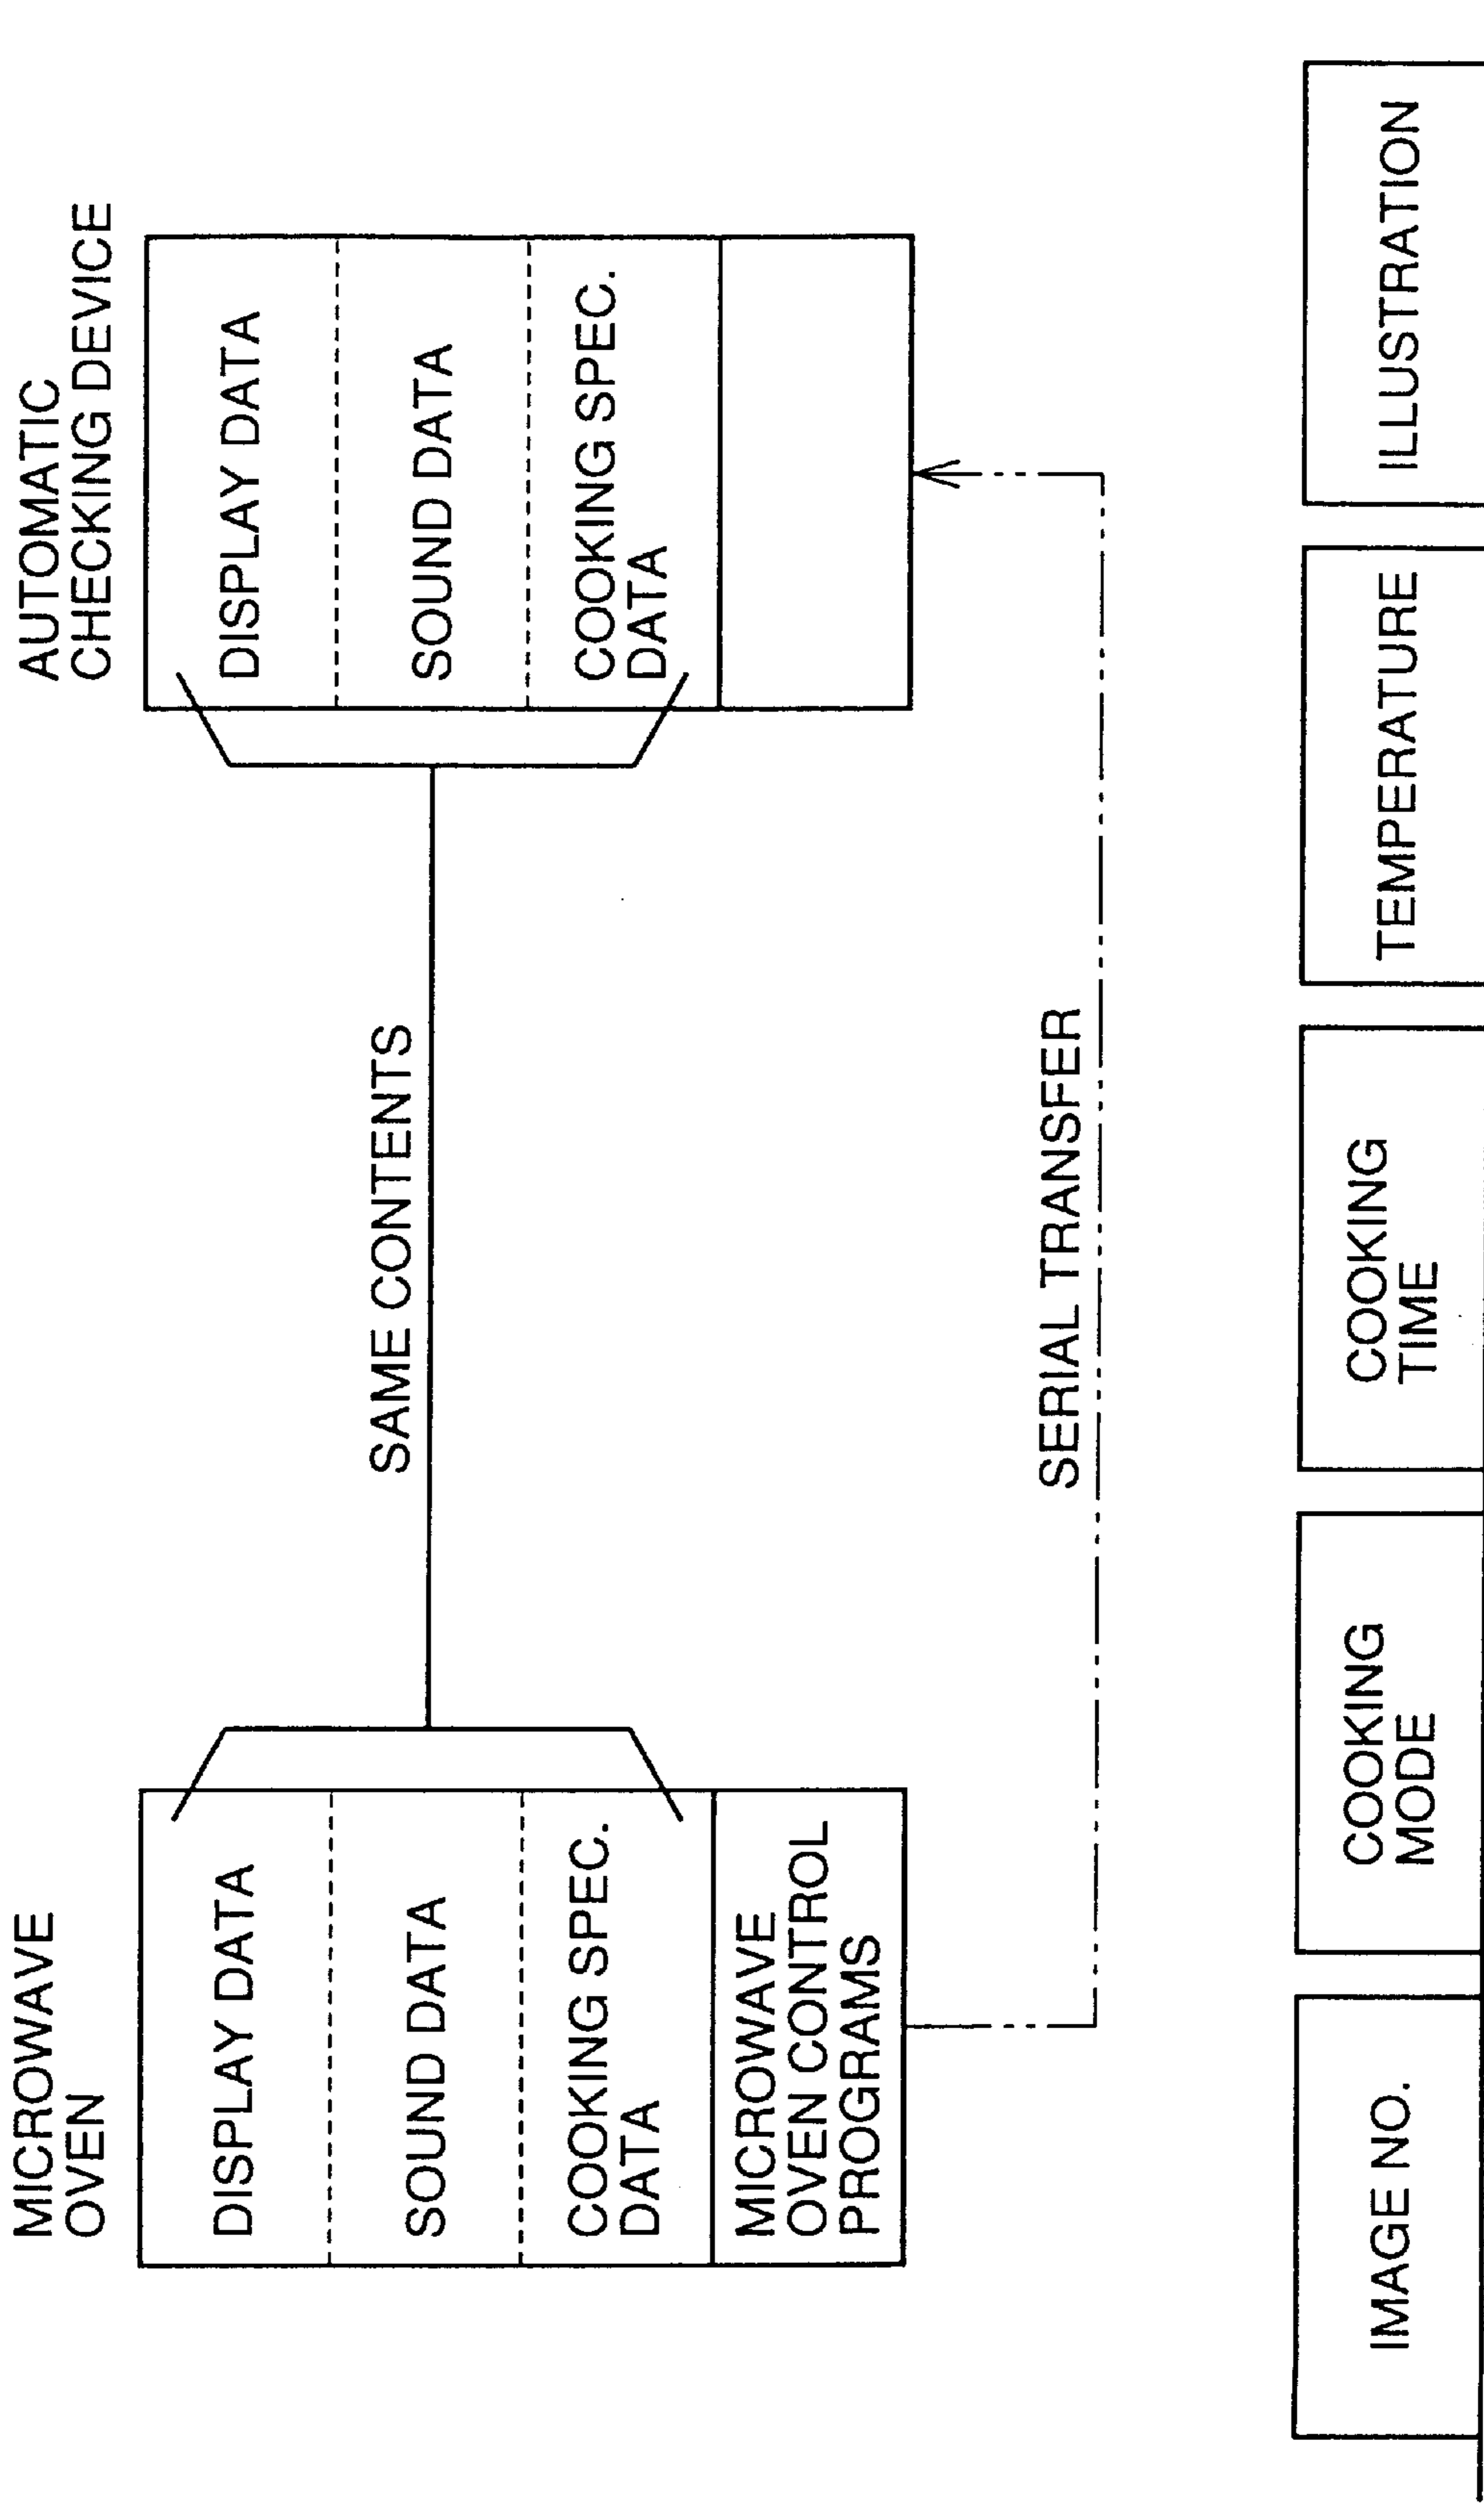 MICROWAVE
OVEN
DISPLAY DATA
SOUND DATA
COOKING SPEC.
DATA
MICROWAVE
OVEN CONTROL
PROGRAMS
SAME CONTENTS
SERIAL TRANSFER
AUTOMATIC
CHECKING DEVICE
DISPLAY DATA
SOUND DATA
COOKING SPEC.
DATA
IMAGE NO.
COOKING
MODE
COOKING
TIME
TEMPERATURE
ILLUSTRATION